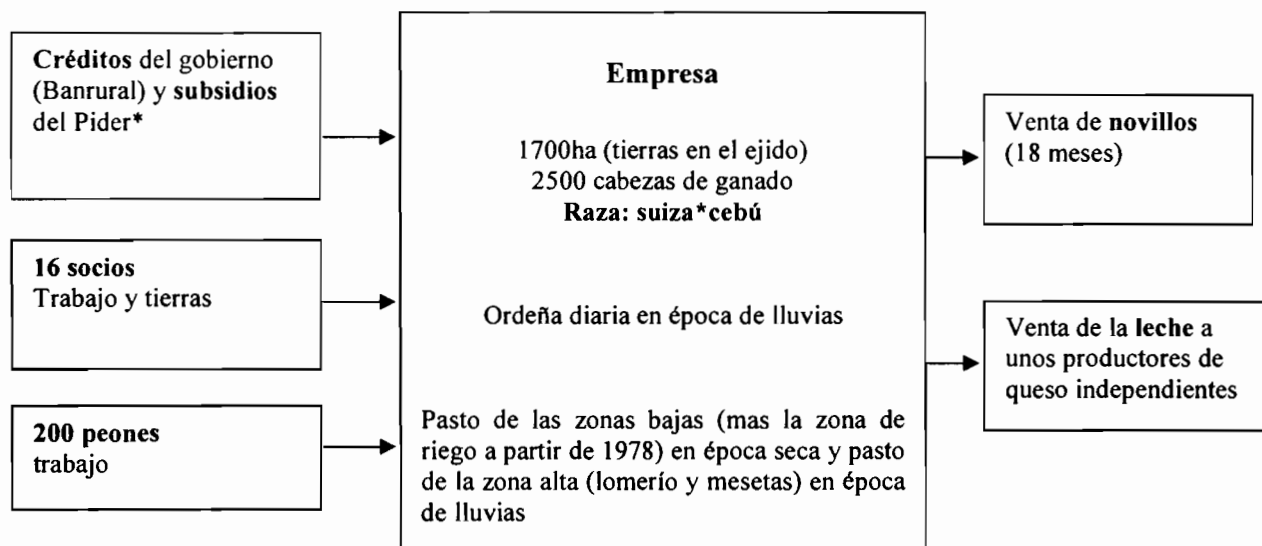 Créditos del gobierno
(Banrural) y subsidios
del Pider*
16 socios
Trabajo y tierras
200 peones
trabajo
Empresa
1700ha (tierras en el ejido)
2500 cabezas de ganado
Raza: suiza*cebú
Ordeña diaria en época de lluvias
Pasto de las zonas bajas (mas la zona de
riego a partir de 1978) en época seca y pasto
de la zona alta (lomerío y mesetas) en época
de lluvias
Venta de novillos
(18 meses)
Venta de la leche a
unos productores de
queso independientes